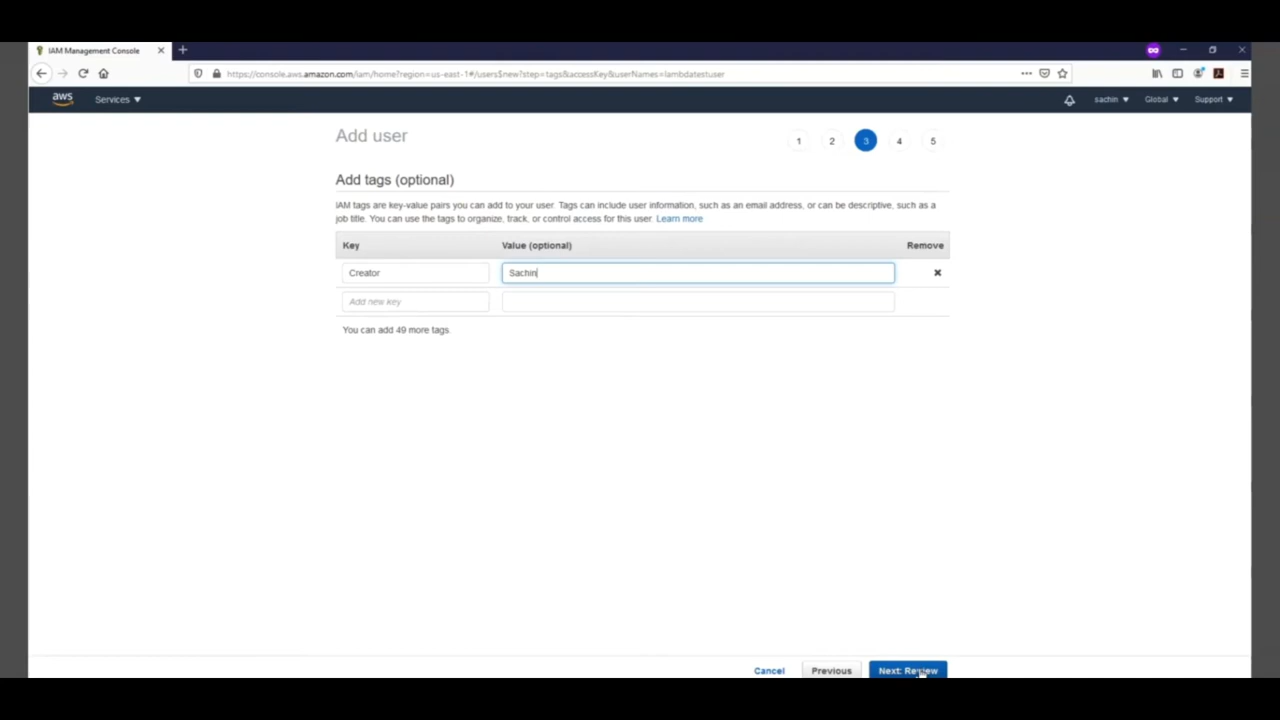 IAM Management Console
https://console.aws.amazon.com/iam/home?region=us-east-1#/users$new?step=tags&accessKey&userNames=lambdatestuser
aws Services sachin Global Support
Add user
1 2 3 4 5
Add tags (optional)
IAM tags are key-value pairs you can add to your user. Tags can include user information, such as an email address, or can be descriptive, such as a
job title. You can use the tags to organize, track, or control access for this user. Learn more
Key Value (optional) Remove
Creator Sachin
Add new key
You can add 49 more tags.
Cancel Previous Next: Review